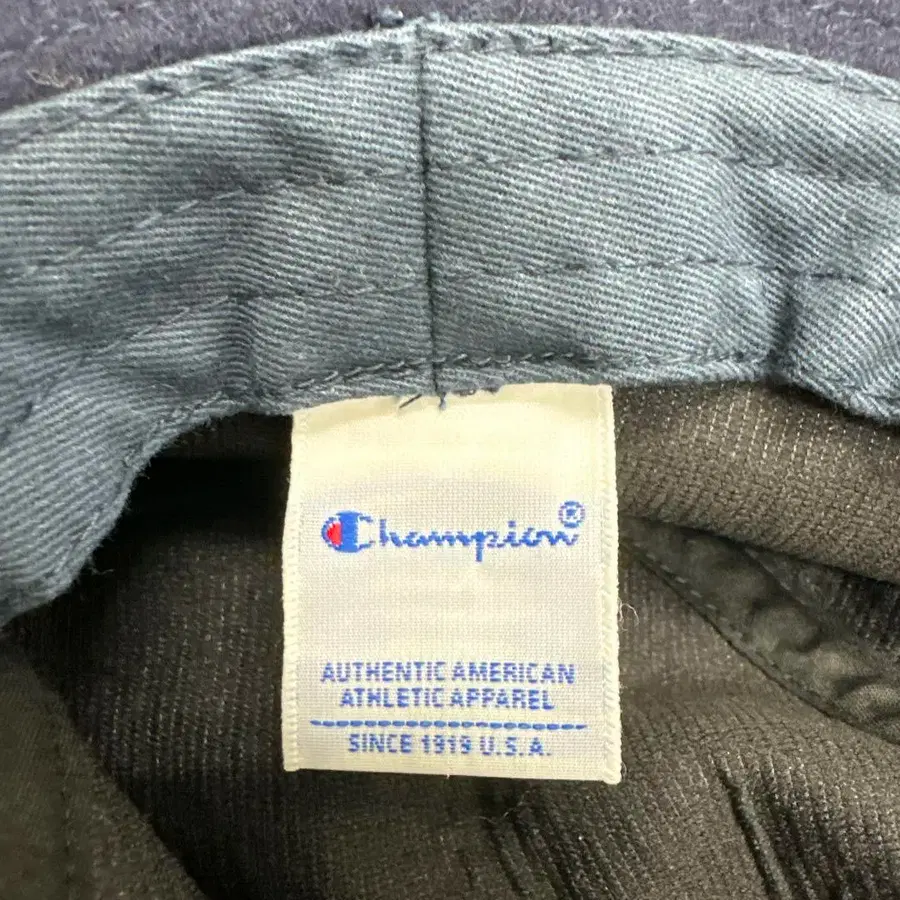 Champion®
AUTHENTIC AMERICAN
ATHLETIC APPAREL
SINCE 1919 U.S.A.